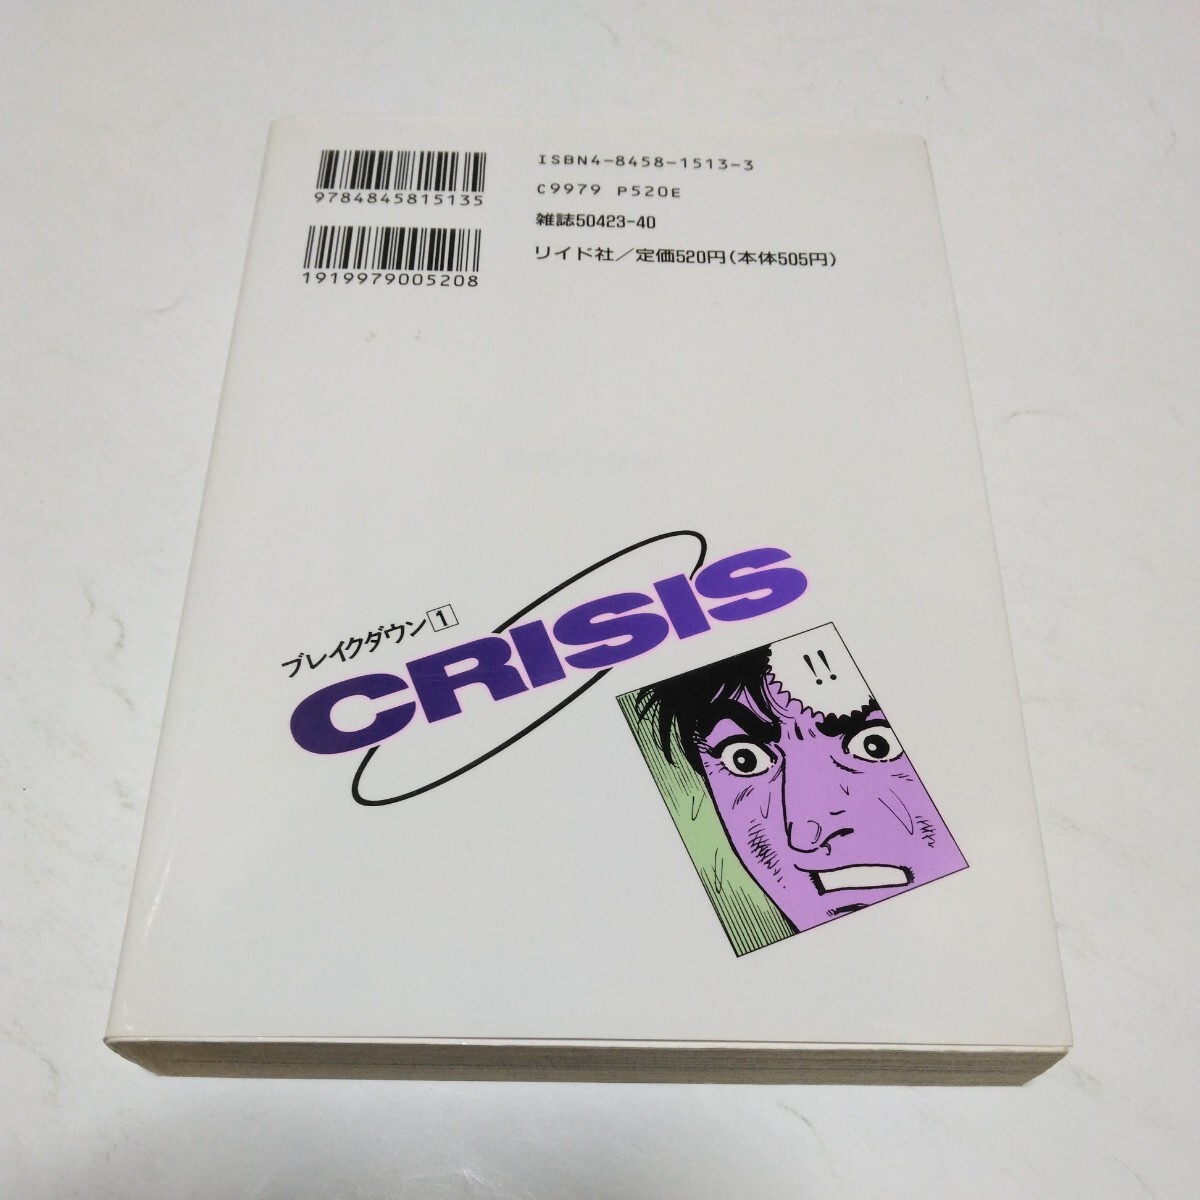 ISBN4-8458-1513-3
C9979 P520E
雑誌50423-40
リイド社／定価520円(本体505円)
9784845815135
1919979005208
ブレイクダウン1
CRISIS
!!